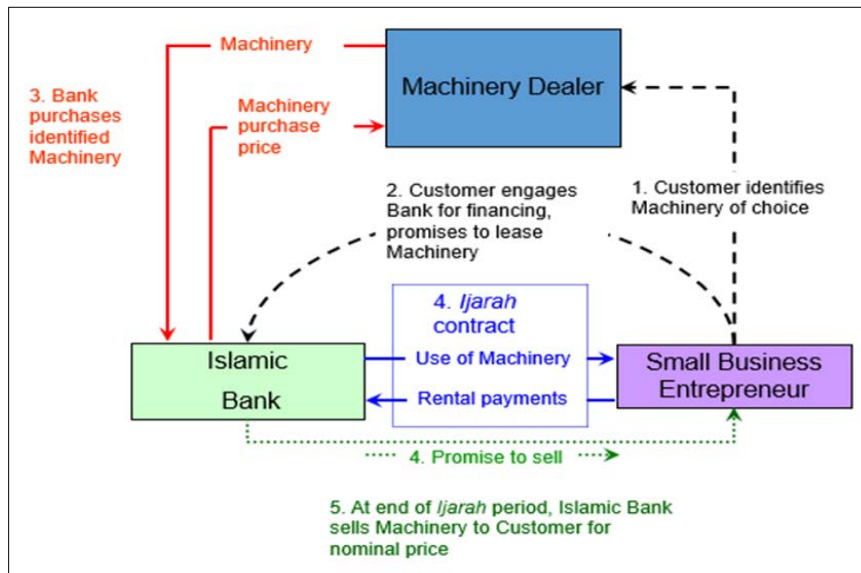 Machinery
Machinery Dealer
3. Bank
purchases
identified
Machinery
Machinery
purchase
price
2. Customer engages
Bank for financing,
promises to lease
Machinery
1. Customer identifies
Machinery of choice
4. Ijarah
contract
Islamic
Bank
Use of Machinery
Rental payments
Small Business
Entrepreneur
4. Promise to sell
5. At end of Ijarah period, Islamic Bank
sells Machinery to Customer for
nominal price